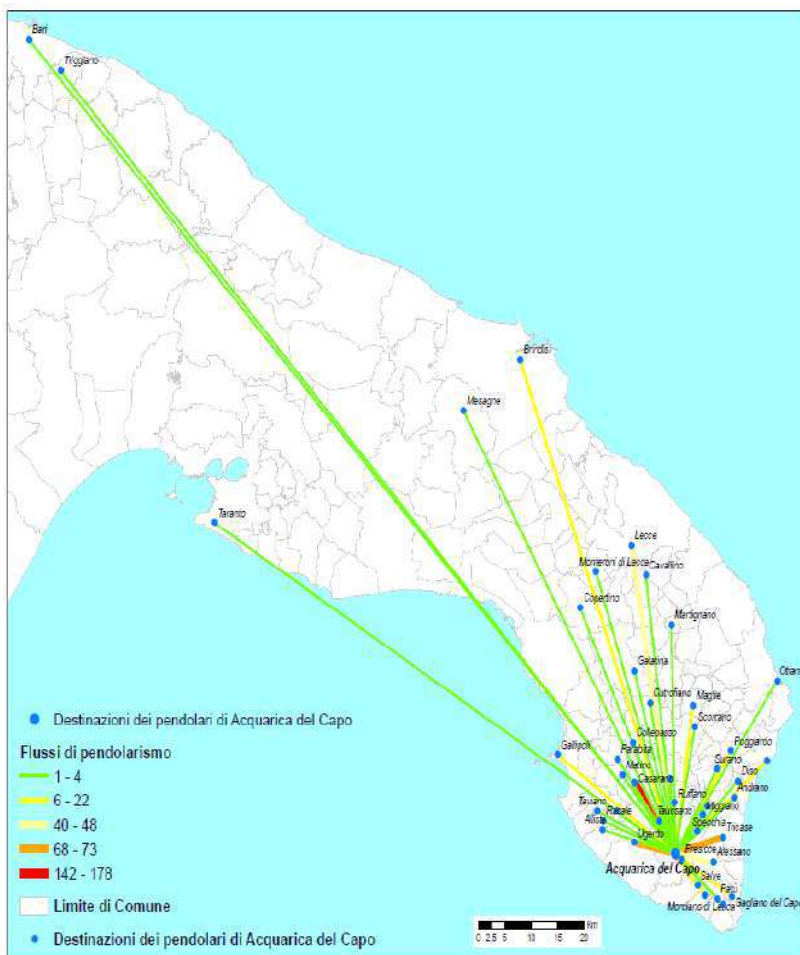 Bari
Triggiano
Brindisi
Mesagne
Taranto
Lecce
Monteroni di Lecce
Cavallino
Copertino
Martignano
Galatina
Otranto
Cutrofiano
Maglie
Scorrano
Collepasso
Poggiardo
Gallipoli
Parabita
Surano
Matino
Diso
Casarano
Andrano
Taviano
Racale
Ruffano
Miggiano
Alliste
Taurisano
Specchia
Tricase
Ugento
Presicce
Alessano
Acquarica del Capo
Salve
Patù
Morciano di Leuca
Gagliano del Capo
Destinazioni dei pendolari di Acquarica del Capo
Flussi di pendolarismo
1 - 4
6 - 22
40 - 48
68 - 73
142 - 178
Limite di Comune
Destinazioni dei pendolari di Acquarica del Capo
Km
0 2,5 5 10 15 20